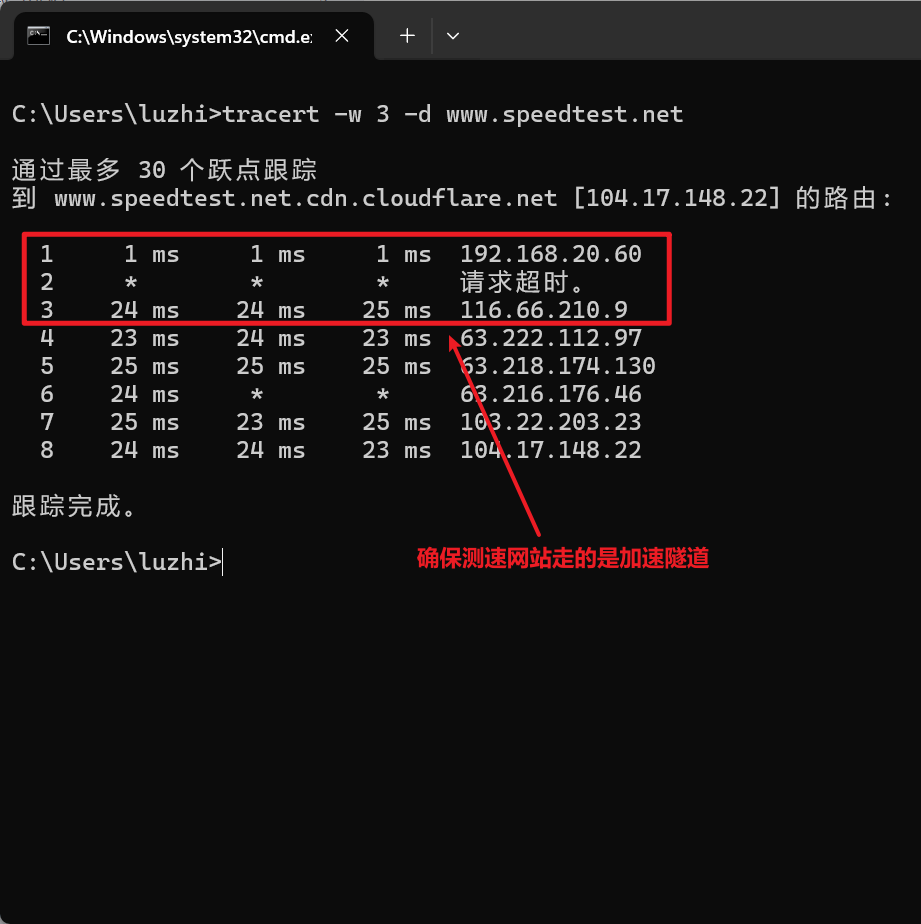 C:\Windows\system32\cmd.e
C:\Users\luzhi>tracert -w 3 -d www.speedtest.net
通过最多 30 个跃点跟踪
到 www.speedtest.net.cdn.cloudflare.net [104.17.148.22] 的路由:
1 1 ms 1 ms 1 ms 192.168.20.60
2 * * * 请求超时。
3 24 ms 24 ms 25 ms 116.66.210.9
4 23 ms 24 ms 23 ms 63.222.112.97
5 25 ms 25 ms 25 ms 63.218.174.130
6 24 ms * * 63.216.176.46
7 25 ms 23 ms 25 ms 103.22.203.23
8 24 ms 24 ms 23 ms 104.17.148.22
跟踪完成。
C:\Users\luzhi>
确保测速网站走的是加速隧道